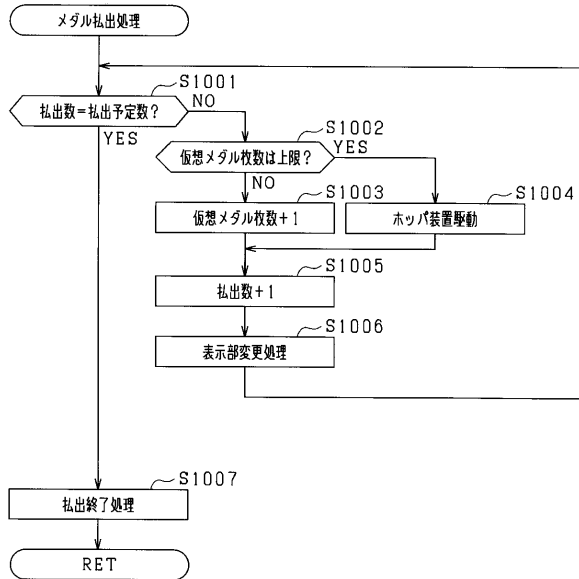 メダル払出処理
S1001
払出数=払出予定数?
NO
YES
S1002
仮想メダル枚数は上限?
YES
NO
S1003
仮想メダル枚数+1
S1004
ホッパ装置駆動
S1005
払出数+1
S1006
表示部変更処理
S1007
払出終了処理
RET